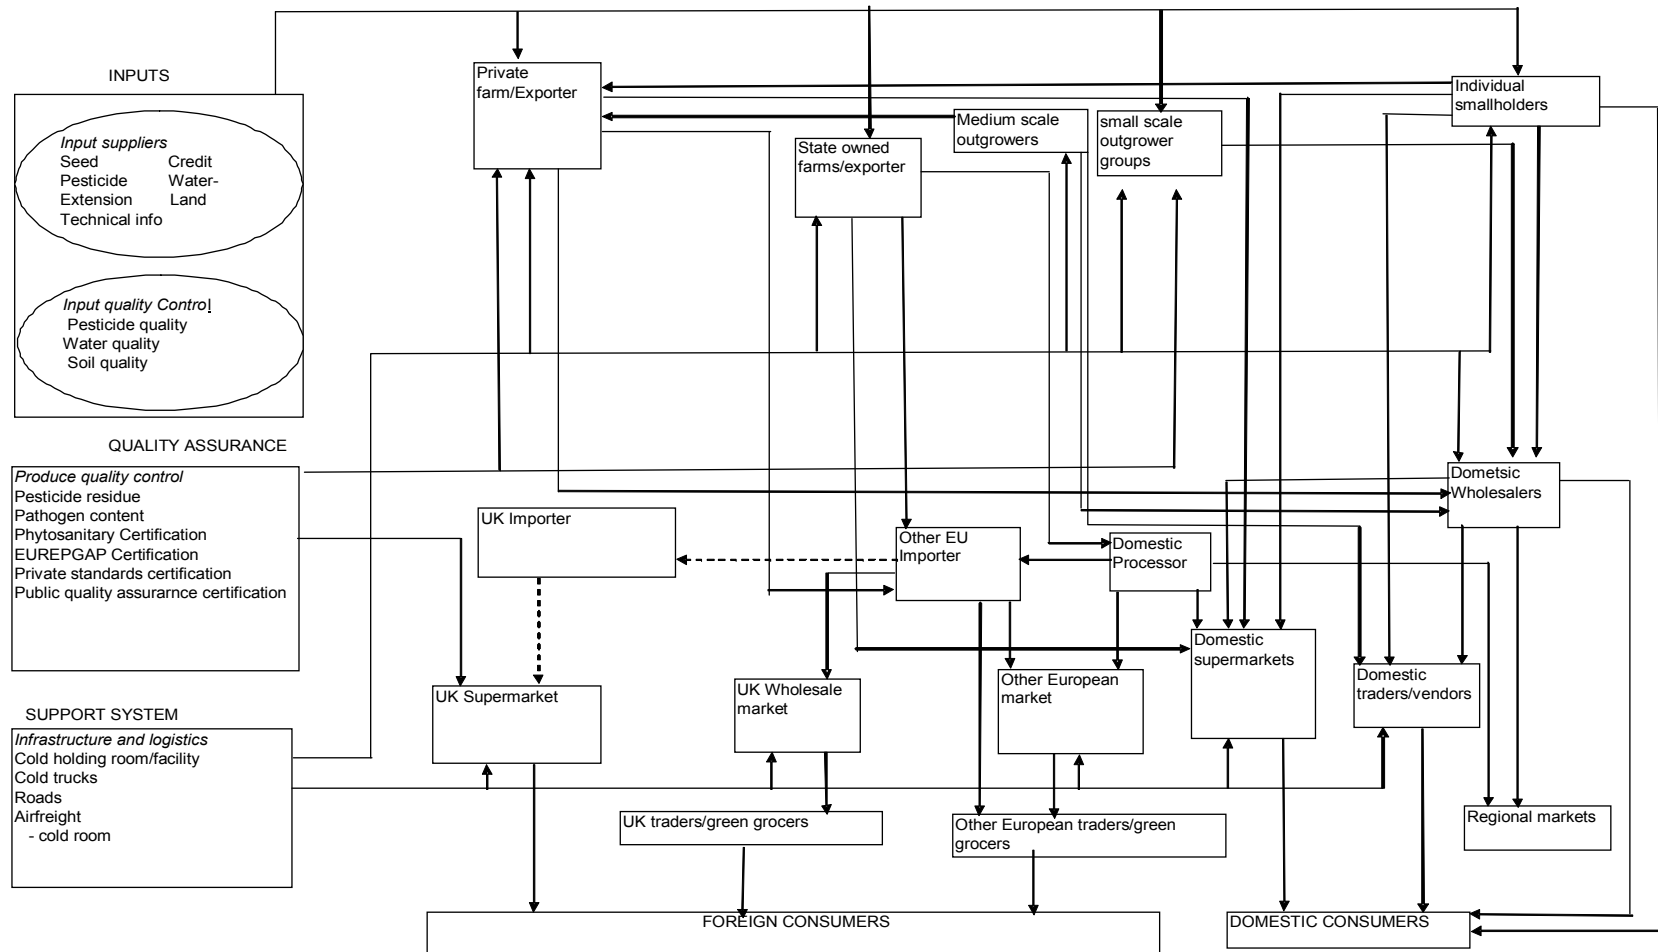 INPUTS
Input suppliers
Seed Credit
Pesticide Water-
Extension Land
Technical info
Input quality Control
Pesticide quality
Water quality
Soil quality
QUALITY ASSURANCE
Produce quality control
Pesticide residue
Pathogen content
Phytosanitary Certification
EUREPGAP Certification
Private standards certification
Public quality assurarnce certification
SUPPORT SYSTEM
Infrastructure and logistics
Cold holding room/facility
Cold trucks
Roads
Airfreight
- cold room
Private
farm/Exporter
State owned
farms/exporter
Medium scale
outgrowers
small scale
outgrower
groups
Individual
smallholders
Dometsic
Wholesalers
UK Importer
Other EU
Importer
Domestic
Processor
UK Supermarket
UK Wholesale
market
Other European
market
Domestic
supermarkets
Domestic
traders/vendors
UK traders/green grocers
Other European traders/green
grocers
Regional markets
FOREIGN CONSUMERS
DOMESTIC CONSUMERS